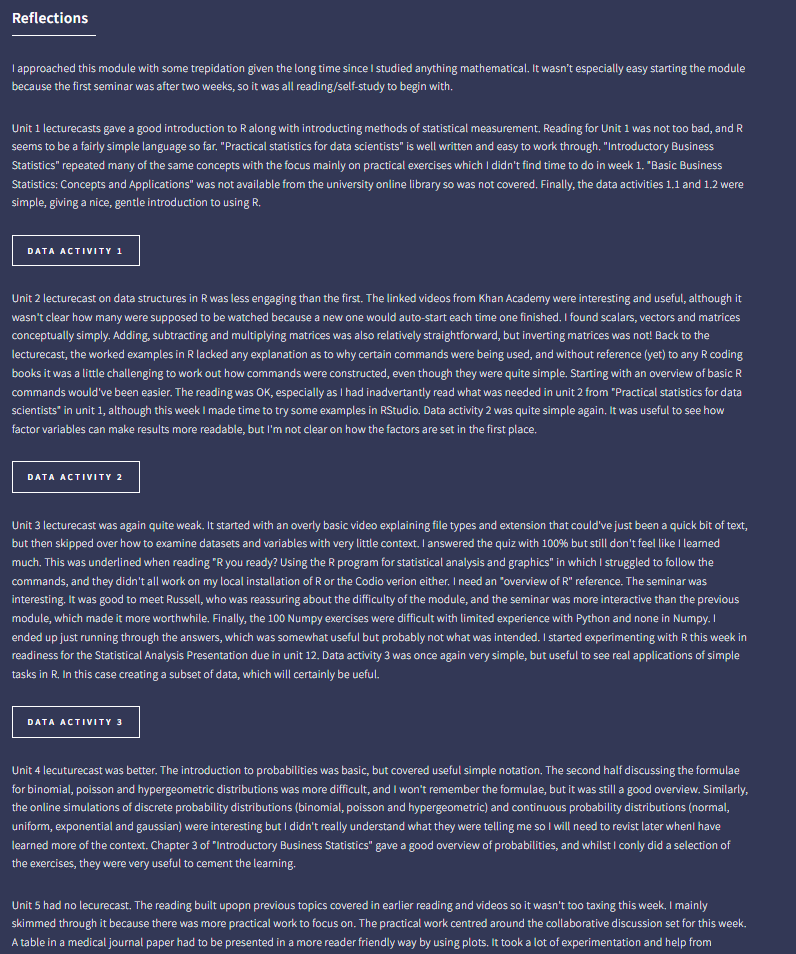 Reflections
I approached this module with some trepidation given the long time since I studied anything mathematical. It wasn't especially easy starting the module
because the first seminar was after two weeks, so it was all reading/self-study to begin with.
Unit 1 lecturecasts gave a good introduction to R along with introducing methods of statistical measurement. Reading for Unit 1 was not too bad, and R
seems to be a fairly simple language so far. "Practical statistics for data scientists" is well written and easy to work through. "Introductory Business
Statistics" repeated many of the same concepts with the focus mainly on practical exercises which I didn't find time to do in week 1. "Basic Business
Statistics: Concepts and Applications" was not available from the university online library so was not covered. Finally, the data activities 1.1 and 1.2 were
simple, giving a nice, gentle introduction to using R.
DATA ACTIVITY 1
Unit 2 lecturecast on data structures in R was less engaging than the first. The linked videos from Khan Academy were interesting and useful, although it
wasn't clear how many were supposed to be watched because a new one would auto-start each time one finished. I found scalars, vectors and matrices
conceptually simply. Adding, subtracting and multiplying matrices was also relatively straightforward, but inverting matrices was not! Back to the
lecturecast, the worked examples in R lacked any explanation as to why certain commands were being used, and without reference (yet) to any R coding
books it was a little challenging to work out how commands were constructed, even though they were quite simple. Starting with an overview of basic R
commands would've been easier. The reading was OK, especially as I had inadvertantly read what was needed in unit 2 from "Practical statistics for data
scientists" in unit 1, although this week I made time to try some examples in RStudio. Data activity 2 was quite simple again. It was useful to see how
factor variables can make results more readable, but I'm not clear on how the factors are set in the first place.
DATA ACTIVITY 2
Unit 3 lecturecast was again quite weak. It started with an overly basic video explaining file types and extension that could've just been a quick bit of text,
but then skipped over how to examine datasets and variables with very little context. I answered the quiz with 100% but still don't feel like I learned
much. This was underlined when reading "R you ready? Using the R program for statistical analysis and graphics" in which I struggled to follow the
commands, and they didn't all work on my local installation of R or the Codio verion either. I need an "overview of R" reference. The seminar was
interesting. It was good to meet Russell, who was reassuring about the difficulty of the module, and the seminar was more interactive than the previous
module, which made it more worthwhile. Finally, the 100 Numpy exercises were difficult with limited experience with Python and none in Numpy. I
ended up just running through the answers, which was somewhat useful but probably not what was intended. I started experimenting with R this week in
readiness for the Statistical Analysis Presentation due in unit 12. Data activity 3 was once again very simple, but useful to see real applications of simple
tasks in R. In this case creating a subset of data, which will certainly be ueful.
DATA ACTIVITY 3
Unit 4 lecuturecast was better. The introduction to probabilities was basic, but covered useful simple notation. The second half discussing the formulae
for binomial, poisson and hypergeometric distributions was more difficult, and I won't remember the formulae, but it was still a good overview. Similarly,
the online simulations of discrete probability distributions (binomial, poisson and hypergeometric) and continuous probability distributions (normal,
uniform, exponential and gaussian) were interesting but I didn't really understand what they were telling me so I will need to revist later whenI have
learned more of the context. Chapter 3 of "Introductory Business Statistics" gave a good overview of probabilities, and whilst I conly did a selection of
the exercises, they were very useful to cement the learning.
Unit 5 had no lecurecast. The reading built upopn previous topics covered in earlier reading and videos so it wasn't too taxing this week. I mainly
skimmed through it because there was more practical work to focus on. The practical work centred around the collaborative discussion set for this week.
A table in a medical journal paper had to be presented in a more reader friendly way by using plots. It took a lot of experimentation and help from